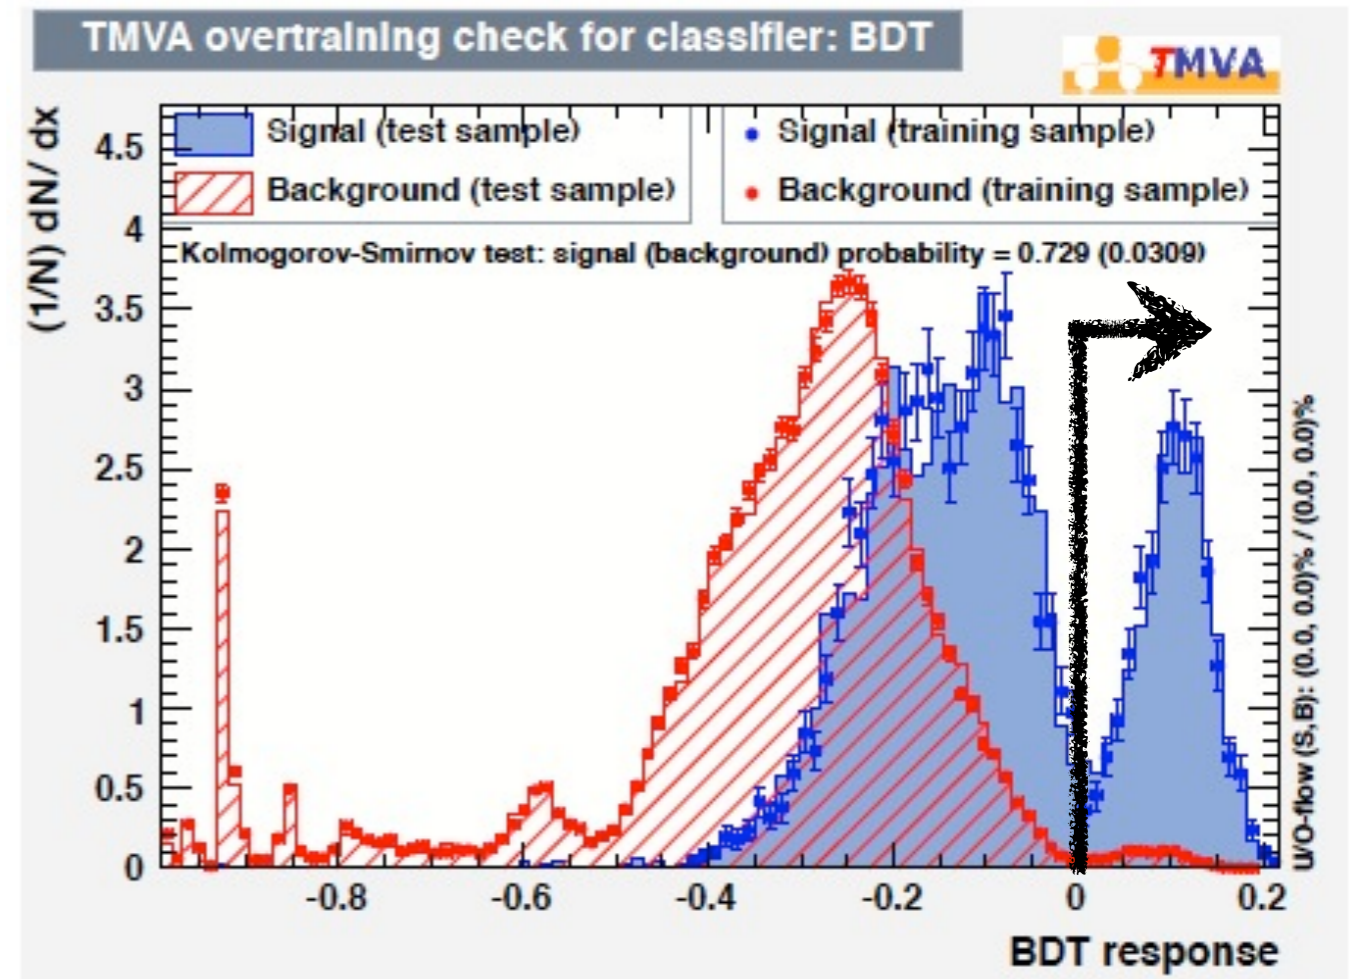 TMVA overtraining check for classifier: BDT
TMVA
Signal (test sample)
Background (test sample)
Signal (training sample)
Background (training sample)
Kolmogorov-Smirnov test: signal (background) probability = 0.729 (0.0309)
(1/N) dN/ dx
4.5
4
3.5
3
2.5
2
1.5
1
0.5
0
-0.8
-0.6
-0.4
-0.2
0
0.2
BDT response
U/O-flow (S,B): (0.0, 0.0)% / (0.0, 0.0)%